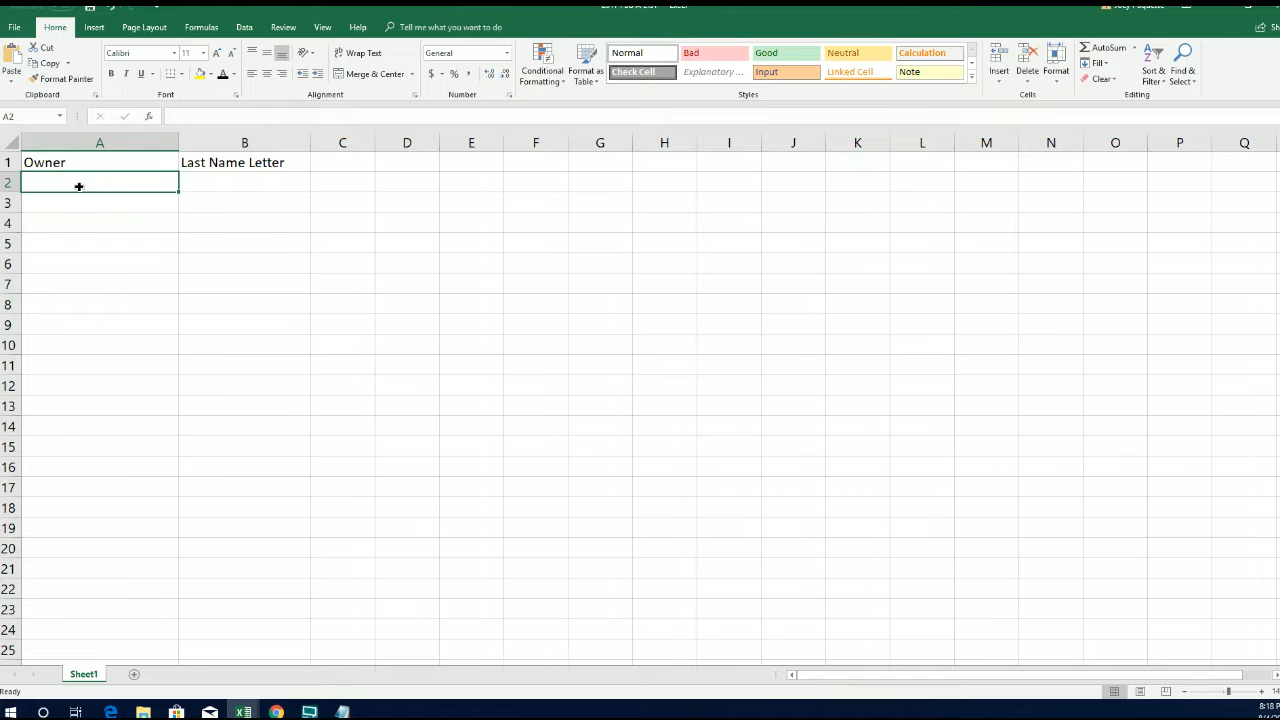 File Home Insert Page Layout Formulas Data Review View Help Tell me what you want to do
Cut Calibri 11 Wrap Text General Normal Bad Good Neutral Calculation AutoSum
Copy Fill
Paste Format Painter Merge & Center Conditional Formatting Format as Table Check Cell Explanatory ... Input Linked Cell Note Insert Delete Format Clear Sort & Filter Find & Select
Clipboard Font Alignment Number Styles Cells Editing
A2
A B C D E F G H I J K L M N O P Q
1 Owner Last Name Letter
2
3
4
5
6
7
8
9
10
11
12
13
14
15
16
17
18
19
20
21
22
23
24
25
Sheet1
Ready
8:18 PM